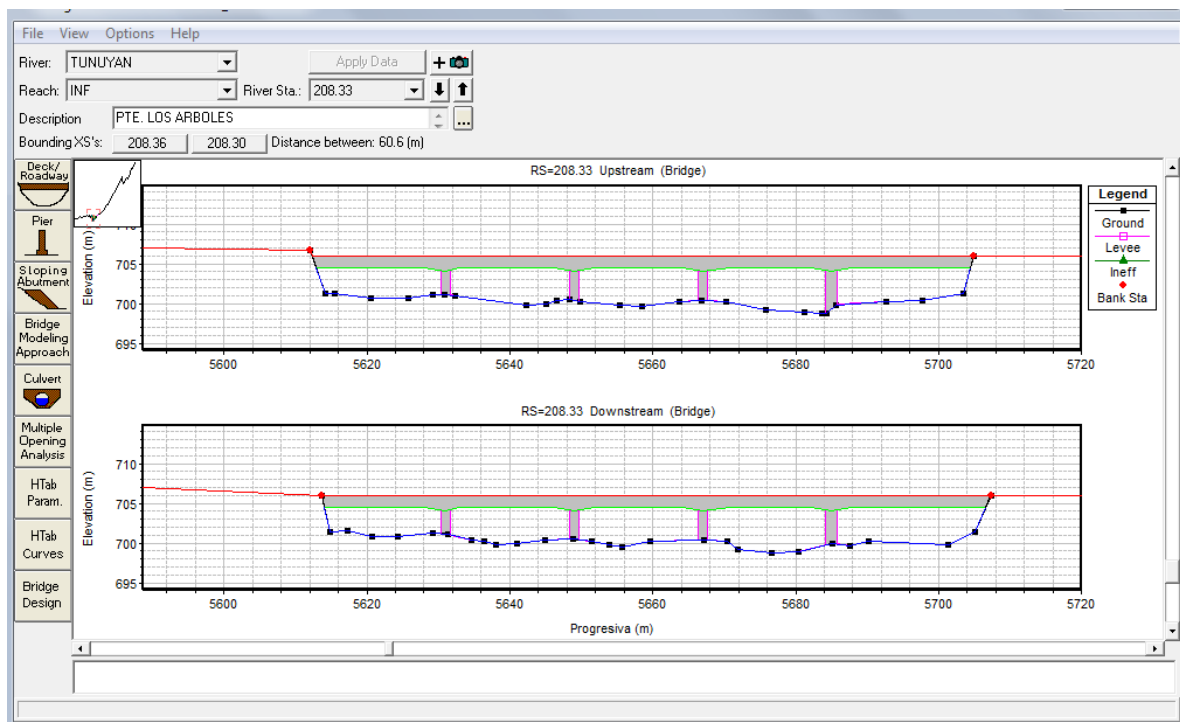 File View Options Help
River: TUNUYAN Apply Data +
Reach: INF River Sta.: 208.33
Description PTE. LOS ARBOLES ...
Bounding XS's: 208.36 208.30 Distance between: 60.6 (m)
Deck/
Roadway
Pier
Sloping
Abutment
Bridge
Modeling
Approach
Culvert
Multiple
Opening
Analysis
HTab
Param.
HTab
Curves
Bridge
Design
RS=208.33 Upstream (Bridge)
Elevation (m)
705
700
695
5600 5620 5640 5660 5680 5700 5720
Legend
Ground
Levee
Ineff
Bank Sta
RS=208.33 Downstream (Bridge)
Elevation (m)
710
705
700
695
5600 5620 5640 5660 5680 5700 5720
Progresiva (m)